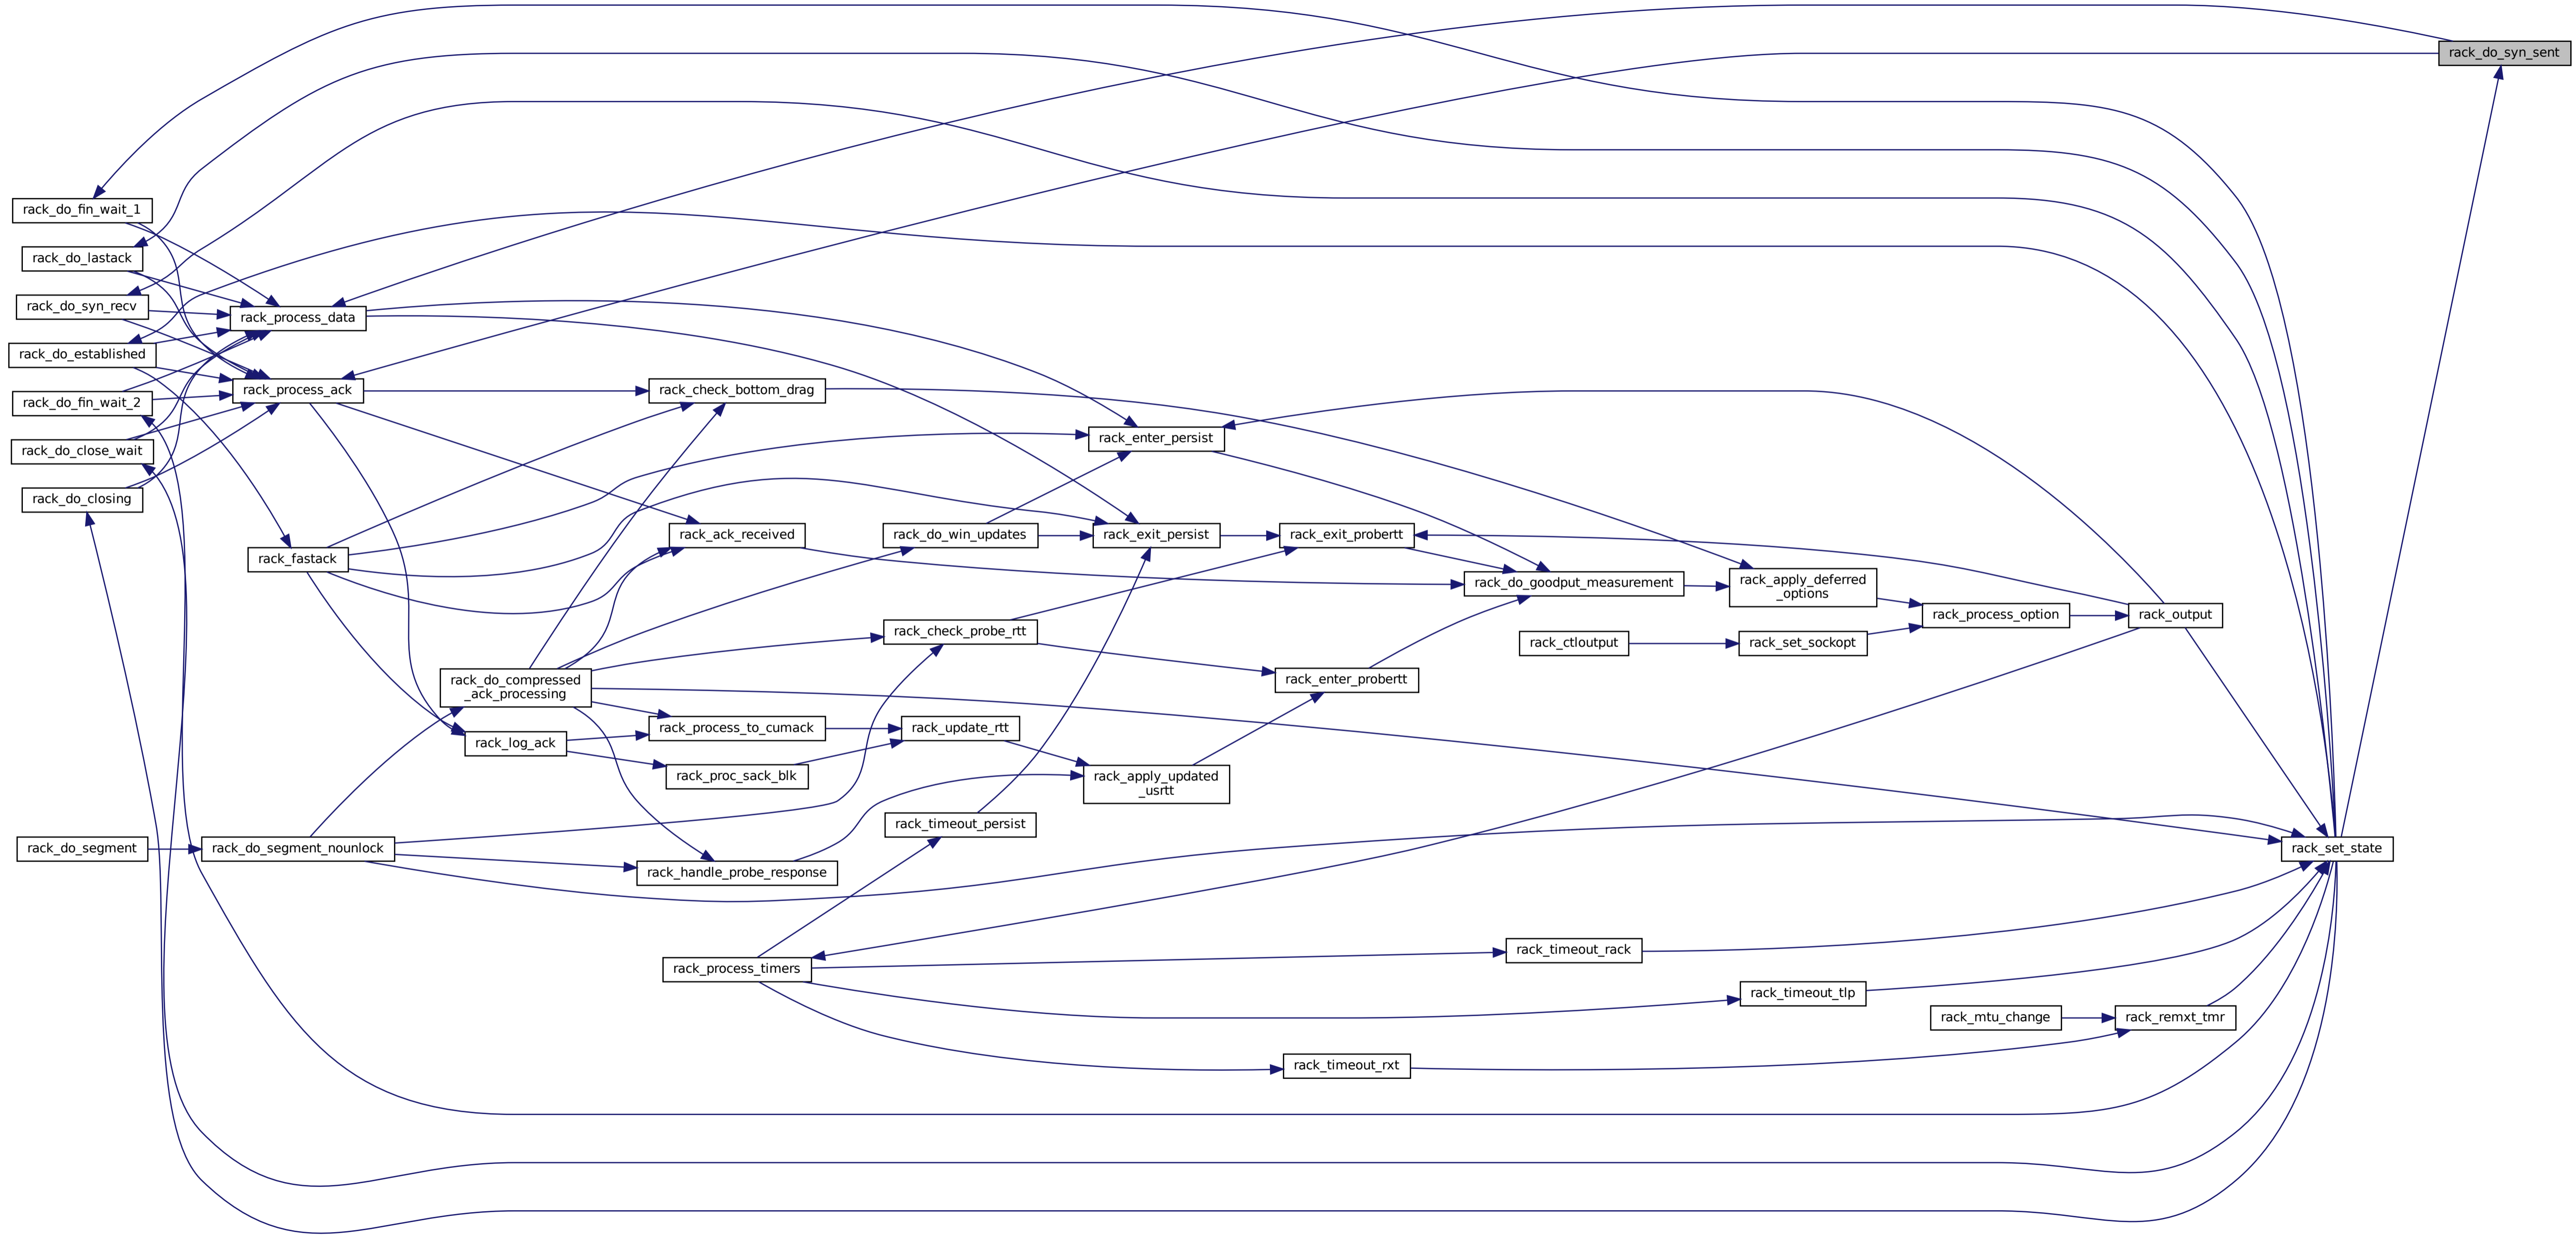 rack_do_syn_sent
rack_do_fin_wait_1
rack_do_lastack
rack_do_syn_recv
rack_process_data
rack_do_established
rack_process_ack
rack_check_bottom_drag
rack_do_fin_wait_2
rack_enter_persist
rack_do_close_wait
rack_do_closing
rack_ack_received
rack_do_win_updates
rack_exit_persist
rack_exit_probertt
rack_fastack
rack_do_goodput_measurement
rack_apply_deferred
_options
rack_process_option
rack_output
rack_check_probe_rtt
rack_ctloutput
rack_set_sockopt
rack_do_compressed
_ack_processing
rack_enter_probertt
rack_process_to_cumack
rack_update_rtt
rack_log_ack
rack_proc_sack_blk
rack_apply_updated
_usrtt
rack_timeout_persist
rack_do_segment
rack_do_segment_nounlock
rack_set_state
rack_handle_probe_response
rack_timeout_rack
rack_process_timers
rack_timeout_tlp
rack_mtu_change
rack_remxt_tmr
rack_timeout_rxt